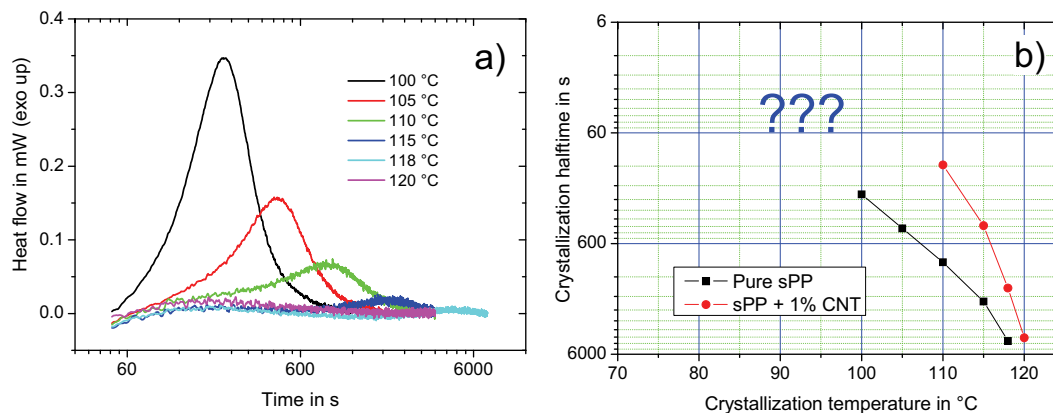 a)
0.4
0.3
0.2
0.1
0.0
Heat flow in mW (exo up)
100 °C
105 °C
110 °C
115 °C
118 °C
120 °C
60
600
6000
Time in s
b)
???
6
60
600
6000
Crystallization halftime in s
Pure sPP
sPP + 1% CNT
70
80
90
100
110
120
Crystallization temperature in °C